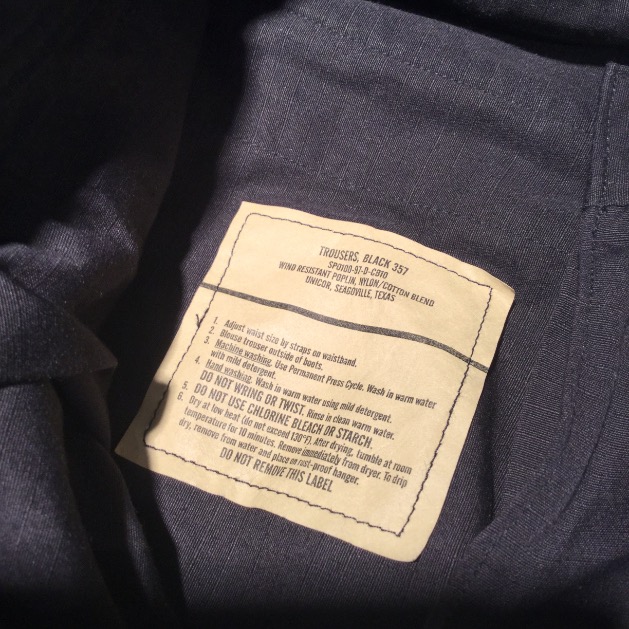 TROUSERS, BLACK 357
SPO100-97-D-CB10
WIND RESISTANT POPLIN, NYLON/COTTON BLEND
UNICOR, SEAGOVILLE, TEXAS
1. Adjust waist size by straps on waistband.
2. Blouse trouser outside of boots.
3. Machine washing. Use Permanent Press Cycle. Wash in warm water
with mild detergent.
4. Hand washing. Wash in warm water using mild detergent.
DO NOT WRING OR TWIST. Rinse in clean warm water.
5. DO NOT USE CHLORINE BLEACH OR STARCH.
6. Dry at low heat (do not exceed 130°F). After drying, tumble at room
temperature for 10 minutes. Remove immediately from dryer. To drip
dry, remove from water and place on rust-proof hanger.
DO NOT REMOVE THIS LABEL